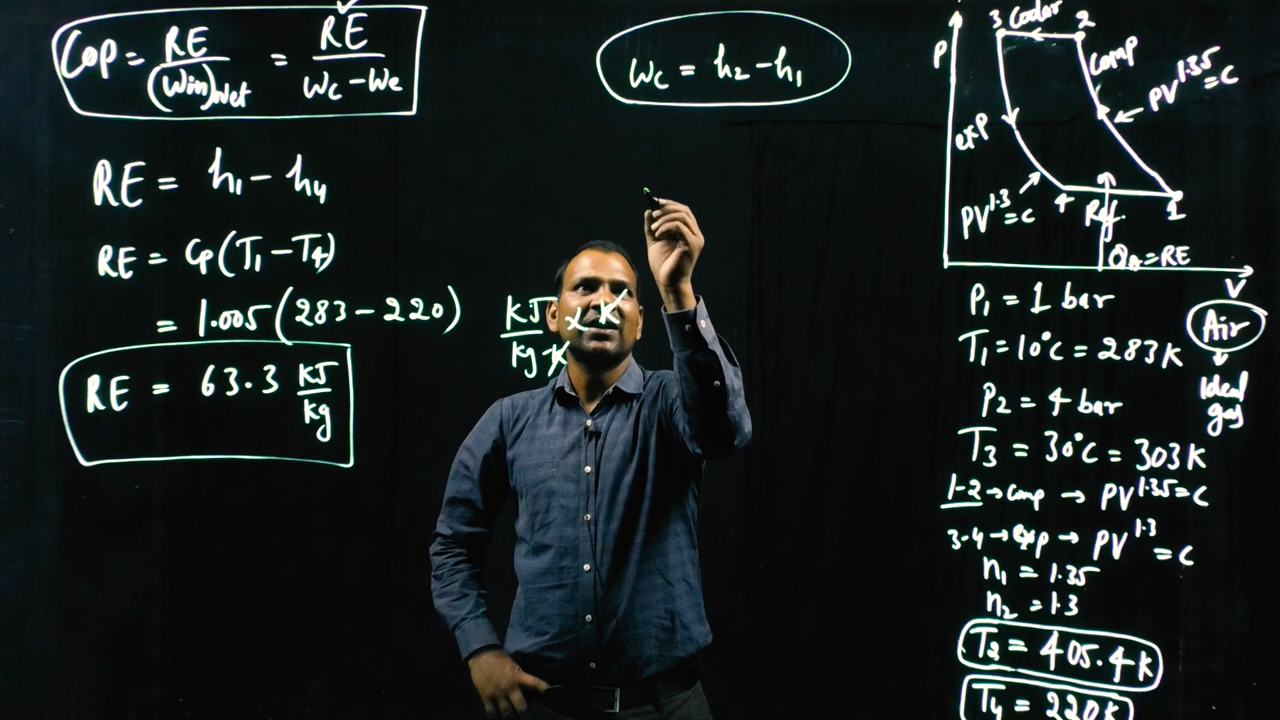 COP = RE/(Win)net = RE/(Wc - We)
RE = h1 - h4
RE = Cp(T1 - T4)
= 1.005(283 - 220) KJ/Kg K × K
RE = 63.3 KJ/Kg
Wc = h2 - h1
3 Cooler 2
P
Comp
PV^1.35 = C
exp
PV^1.3 = C
4 Ref. 1
QA = RE
V
P1 = 1 bar
Air
T1 = 10°C = 283K
Ideal
gas
P2 = 4 bar
T3 = 30°C = 303K
1-2 → Comp → PV^1.35 = C
3-4 → exp → PV^1.3 = C
n1 = 1.35
n2 = 1.3
T2 = 405.4K
T4 = 220K